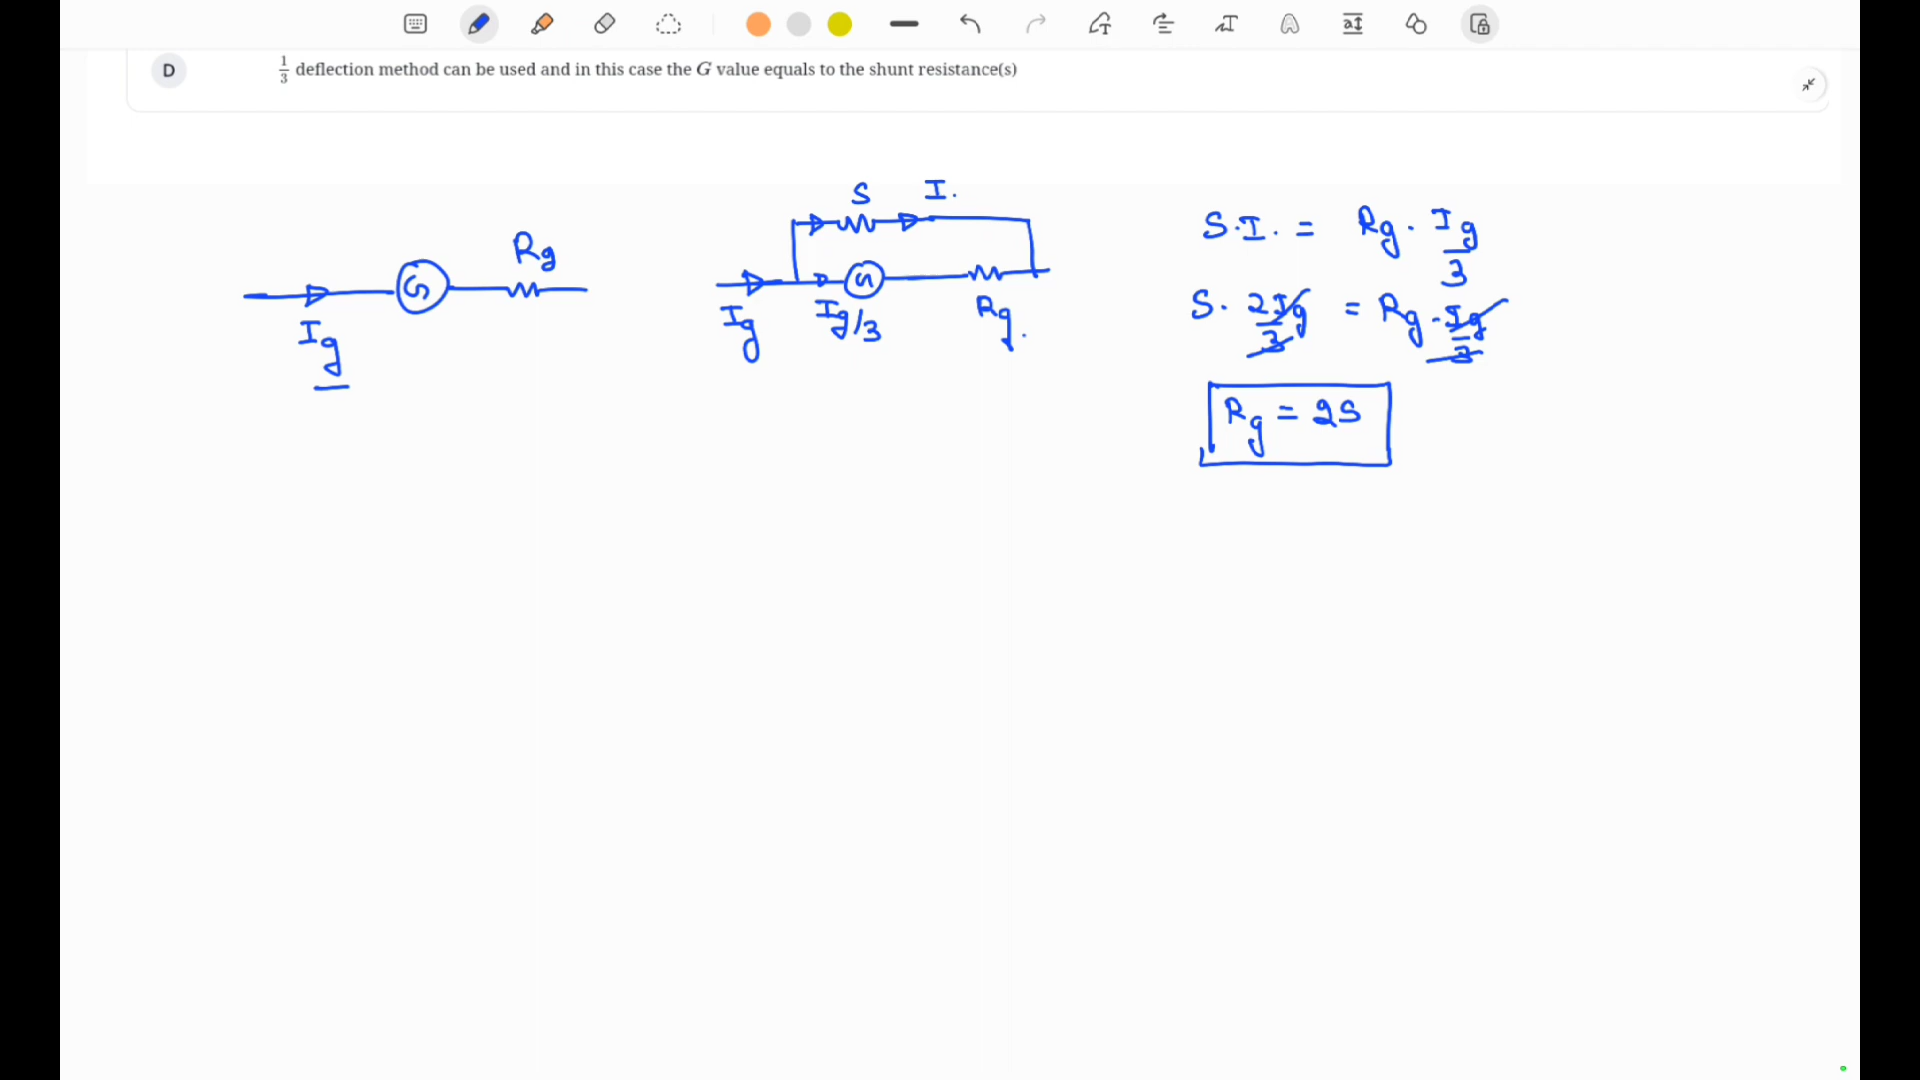 D
1/3 deflection method can be used and in this case the G value equals to the shunt resistance(s)
G
Rg
Ig
S
I.
G
Ig
Ig/3
Rg.
S.I. = Rg . Ig/3
S. 2Ig/3 = Rg . Ig/3
Rg = 2S